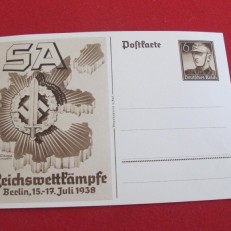 SA
Reichswettkämpfe
Berlin, 15.-17. Juli 1938
Postkarte
6
Deutsches Reich